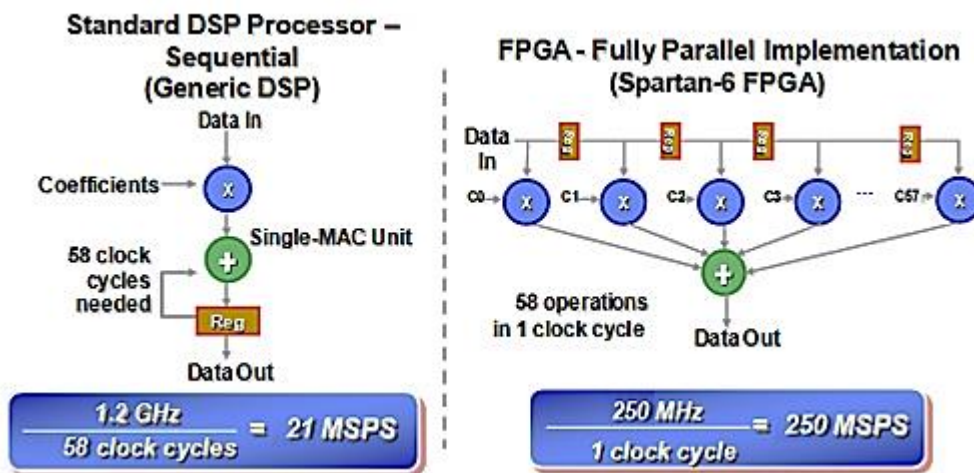 Standard DSP Processor –
Sequential
(Generic DSP)
Data In
Coefficients
X
Single-MAC Unit
+
58 clock
cycles
needed
Reg
Data Out
1.2 GHz
58 clock cycles
= 21 MSPS
FPGA - Fully Parallel Implementation
(Spartan-6 FPGA)
Data
In
Reg
Reg
Reg
Reg
C0
X
C1
X
C2
X
C3
X
---
C57
X
+
58 operations
in 1 clock cycle
Data Out
250 MHz
1 clock cycle
= 250 MSPS